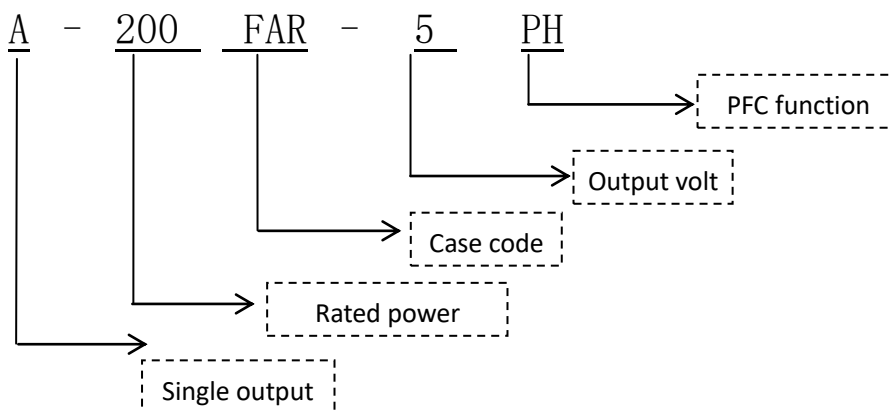 A - 200 FAR - 5 PH
PFC function
Output volt
Case code
Rated power
Single output